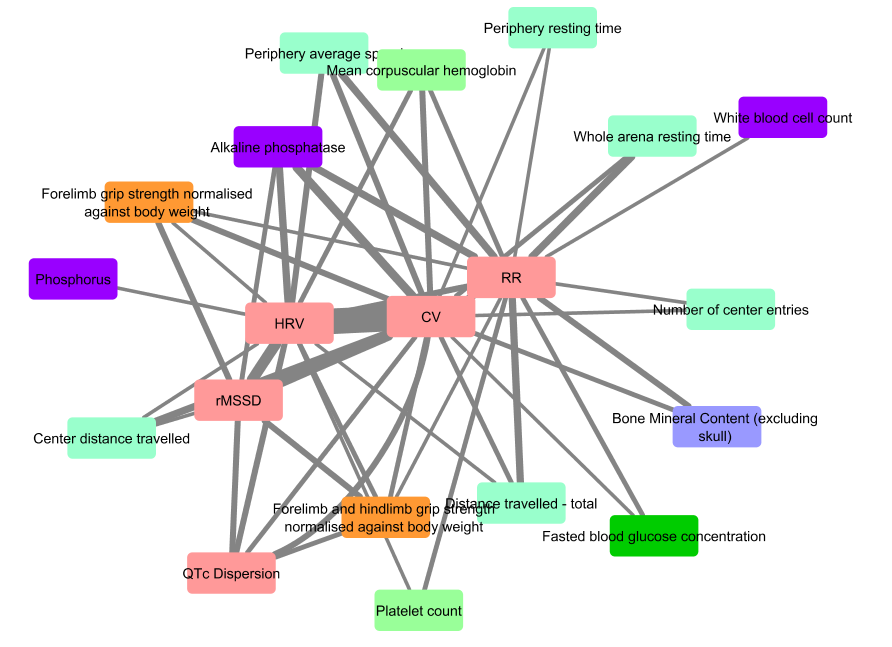 Periphery resting time
Periphery average speed
Mean corpuscular hemoglobin
White blood cell count
Whole arena resting time
Alkaline phosphatase
Forelimb grip strength normalised
against body weight
Phosphorus
RR
Number of center entries
HRV
CV
rMSSD
Bone Mineral Content (excluding
skull)
Center distance travelled
Distance travelled - total
Forelimb and hindlimb grip strength
normalised against body weight
Fasted blood glucose concentration
QTc Dispersion
Platelet count